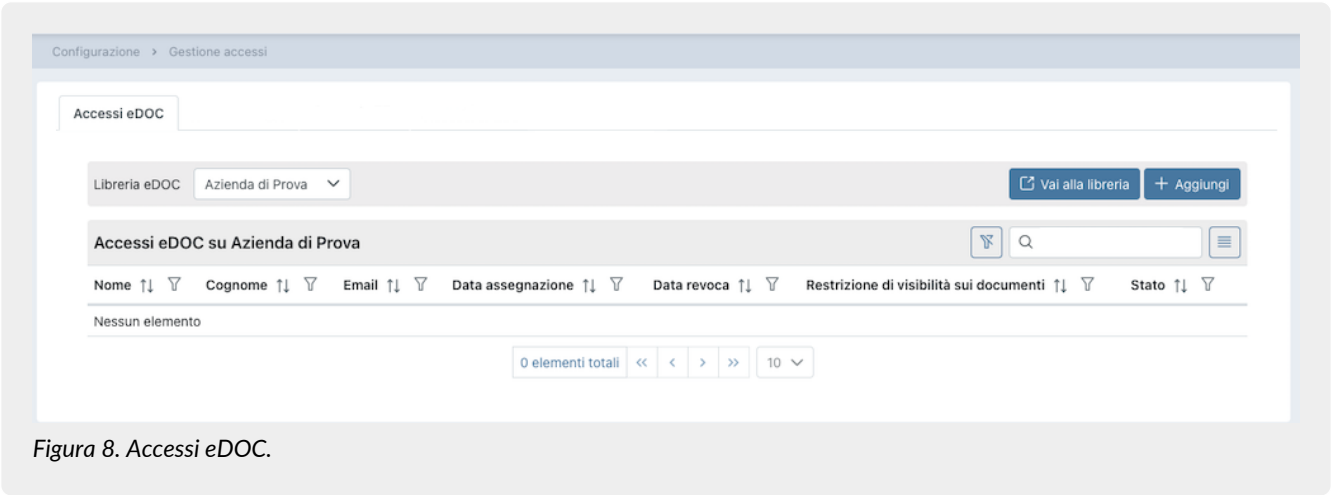 Configurazione > Gestione accessi
Accessi eDOC
Libreria eDOC Azienda di Prova Vai alla libreria + Aggiungi
Accessi eDOC su Azienda di Prova
Nome Cognome Email Data assegnazione Data revoca Restrizione di visibilità sui documenti Stato
Nessun elemento
0 elementi totali << < > >> 10
Figura 8. Accessi eDOC.